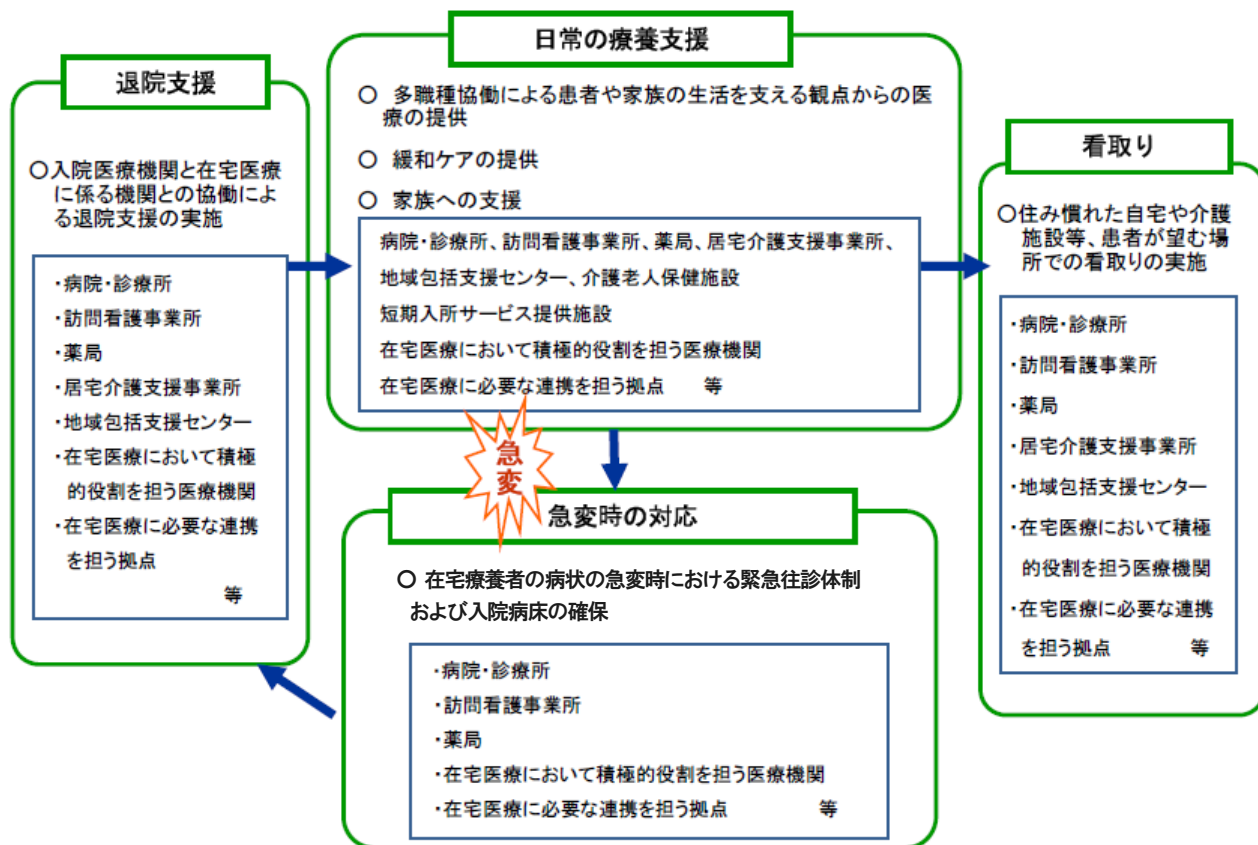 退院支援
〇入院医療機関と在宅医療
に係る機関との協働によ
る退院支援の実施
・病院・診療所
・訪問看護事業所
・薬局
・居宅介護支援事業所
・地域包括支援センター
・在宅医療において積極
的役割を担う医療機関
・在宅医療に必要な連携
を担う拠点
等
日常の療養支援
〇 多職種協働による患者や家族の生活を支える観点からの医
療の提供
〇 緩和ケアの提供
〇 家族への支援
病院・診療所、訪問看護事業所、薬局、居宅介護支援事業所、
地域包括支援センター、介護老人保健施設
短期入所サービス提供施設
在宅医療において積極的役割を担う医療機関
在宅医療に必要な連携を担う拠点 等
急変
急変時の対応
〇 在宅療養者の病状の急変時における緊急往診体制
および入院病床の確保
・病院・診療所
・訪問看護事業所
・薬局
・在宅医療において積極的役割を担う医療機関
・在宅医療に必要な連携を担う拠点 等
看取り
〇住み慣れた自宅や介護
施設等、患者が望む場
所での看取りの実施
・病院・診療所
・訪問看護事業所
・薬局
・居宅介護支援事業所
・地域包括支援センター
・在宅医療において積極
的役割を担う医療機関
・在宅医療に必要な連携
を担う拠点 等